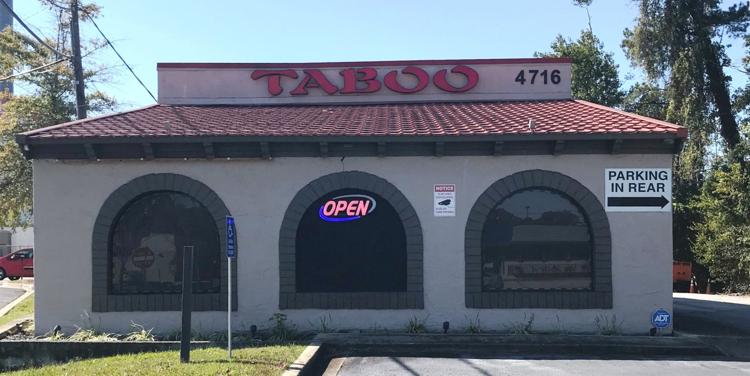 TABOO
4716
PARKING
IN REAR
NOTICE
OPEN
ADT